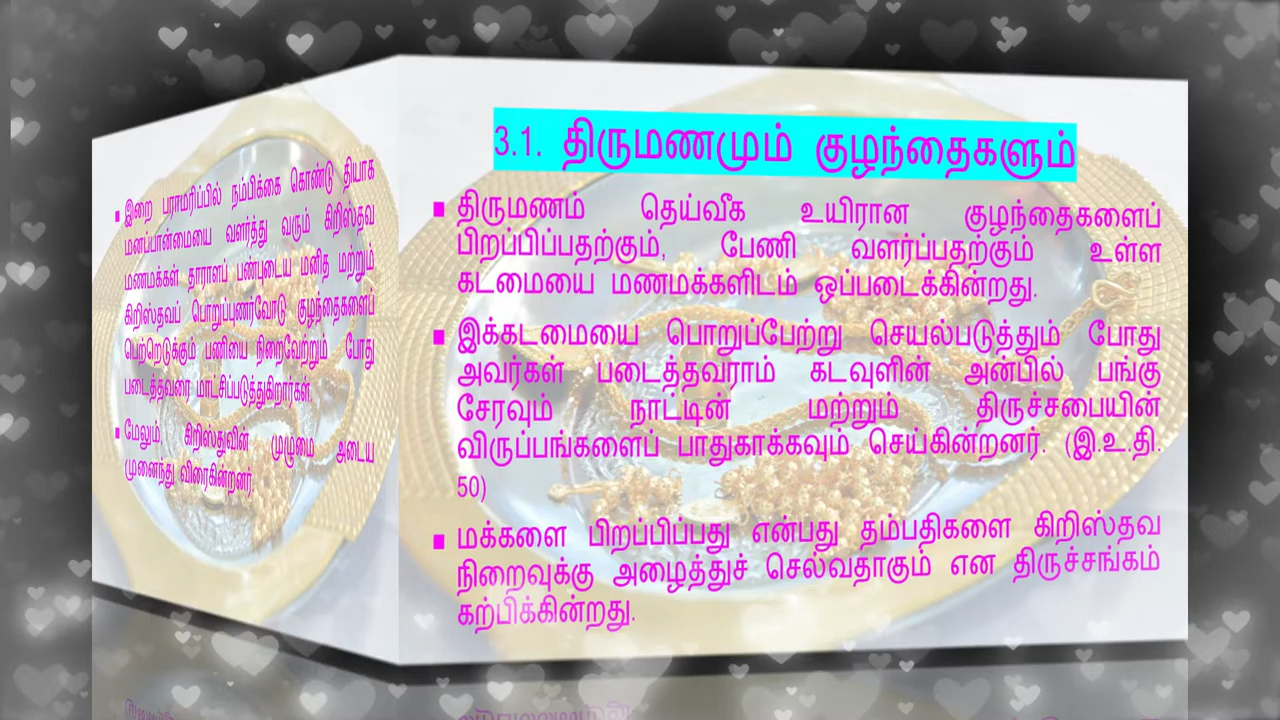 இறை பராமரிப்பில் நம்பிக்கை கொண்டு தியாக
மனப்பான்மையை வளர்த்து வரும் கிறிஸ்தவ
மணமக்கள் தாராளப் பண்புடைய மனித மற்றும்
கிறிஸ்தவப் பொறுப்புணர்வோடு குழந்தைகளைப்
பெற்றெடுக்கும் பணியை நிறைவேற்றும் போது
படைத்தவரை மாட்சிப்படுத்துகிறார்கள்.
மேலும் கிறிஸ்துவின் முழுமை அடைய
முனைந்து விரைகின்றனர்.
3.1. திருமணமும் குழந்தைகளும்
திருமணம் தெய்வீக உயிரான குழந்தைகளைப்
பிறப்பிப்பதற்கும், பேணி வளர்ப்பதற்கும் உள்ள
கடமையை மணமக்களிடம் ஒப்படைக்கின்றது.
இக்கடமையை பொறுப்பேற்று செயல்படுத்தும் போது
அவர்கள் படைத்தவராம் கடவுளின் அன்பில் பங்கு
சேரவும் நாட்டின் மற்றும் திருச்சபையின்
விருப்பங்களைப் பாதுகாக்கவும் செய்கின்றனர். (இ.உ.தி.
50)
மக்களை பிறப்பிப்பது என்பது தம்பதிகளை கிறிஸ்தவ
நிறைவுக்கு அழைத்துச் செல்வதாகும் என திருச்சங்கம்
கற்பிக்கின்றது.